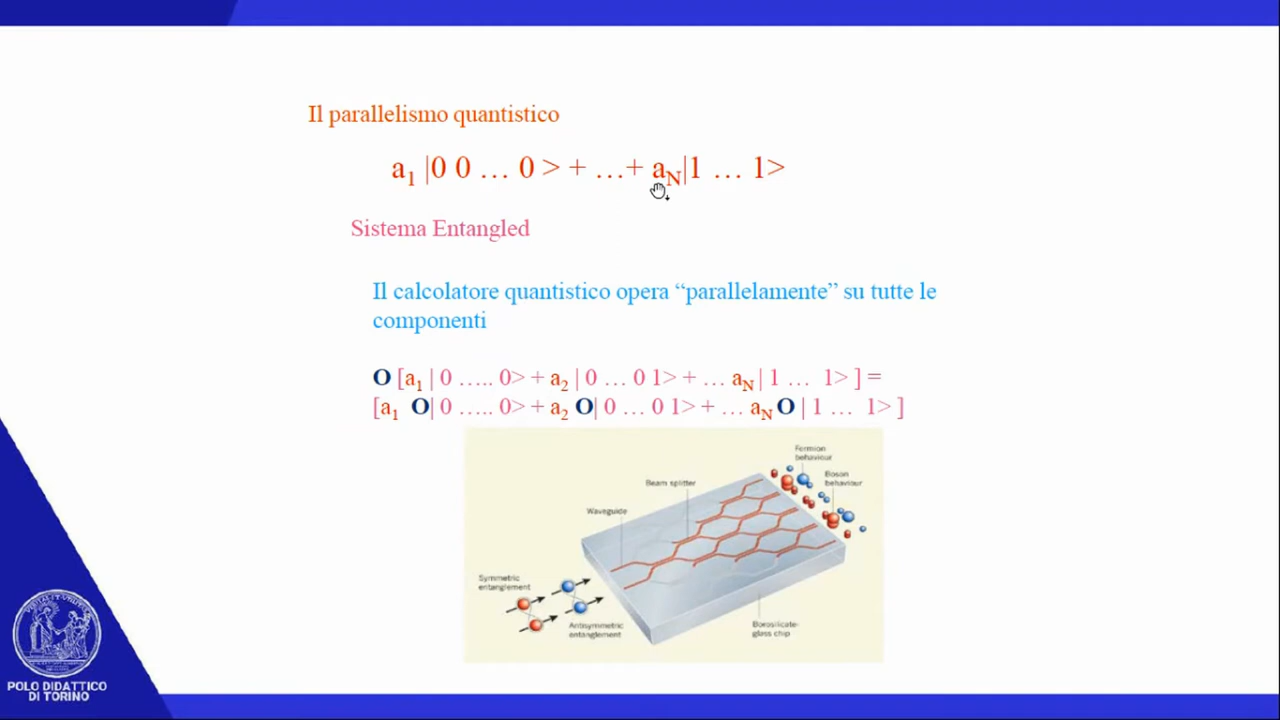 Il parallelismo quantistico
a1 |0 0 … 0 > + …+ aN|1 … 1>
Sistema Entangled
Il calcolatore quantistico opera “parallelamente” su tutte le
componenti
O [a1 | 0 ….. 0> + a2 | 0 … 0 1> + … aN | 1 … 1> ] =
[a1 O| 0 ….. 0> + a2 O| 0 … 0 1> + … aN O | 1 … 1> ]
Fermion
behaviour
Boson
behaviour
Beam splitter
Waveguide
Symmetric
entanglement
Antisymmetric
entanglement
Borosilicate-
glass chip
POLO DIDATTICO
DI TORINO